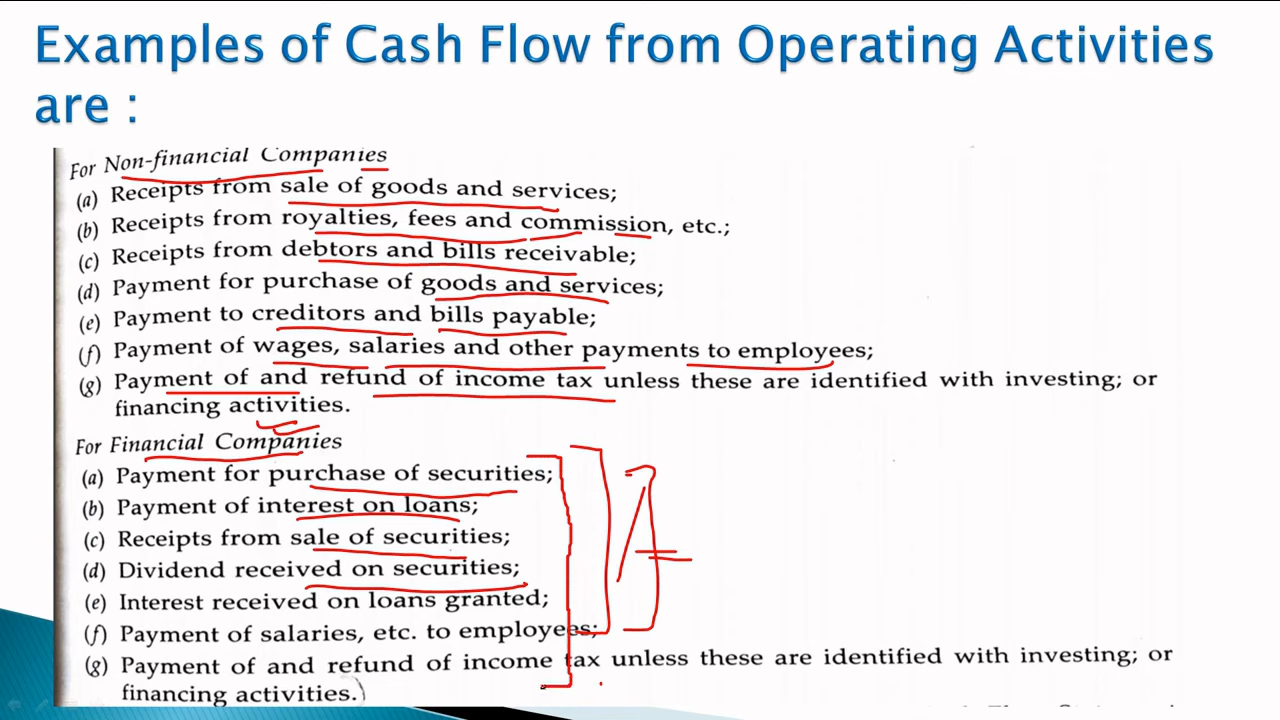 Examples of Cash Flow from Operating Activities
are :
For Non-financial Companies
(a) Receipts from sale of goods and services;
(b) Receipts from royalties, fees and commission, etc.;
(c) Receipts from debtors and bills receivable;
(d) Payment for purchase of goods and services;
(e) Payment to creditors and bills payable;
(f) Payment of wages, salaries and other payments to employees;
(g) Payment of and refund of income tax unless these are identified with investing; or
financing activities.
For Financial Companies
(a) Payment for purchase of securities;
(b) Payment of interest on loans;
(c) Receipts from sale of securities;
(d) Dividend received on securities;
(e) Interest received on loans granted;
(f) Payment of salaries, etc. to employees;
(g) Payment of and refund of income tax unless these are identified with investing; or
financing activities.)